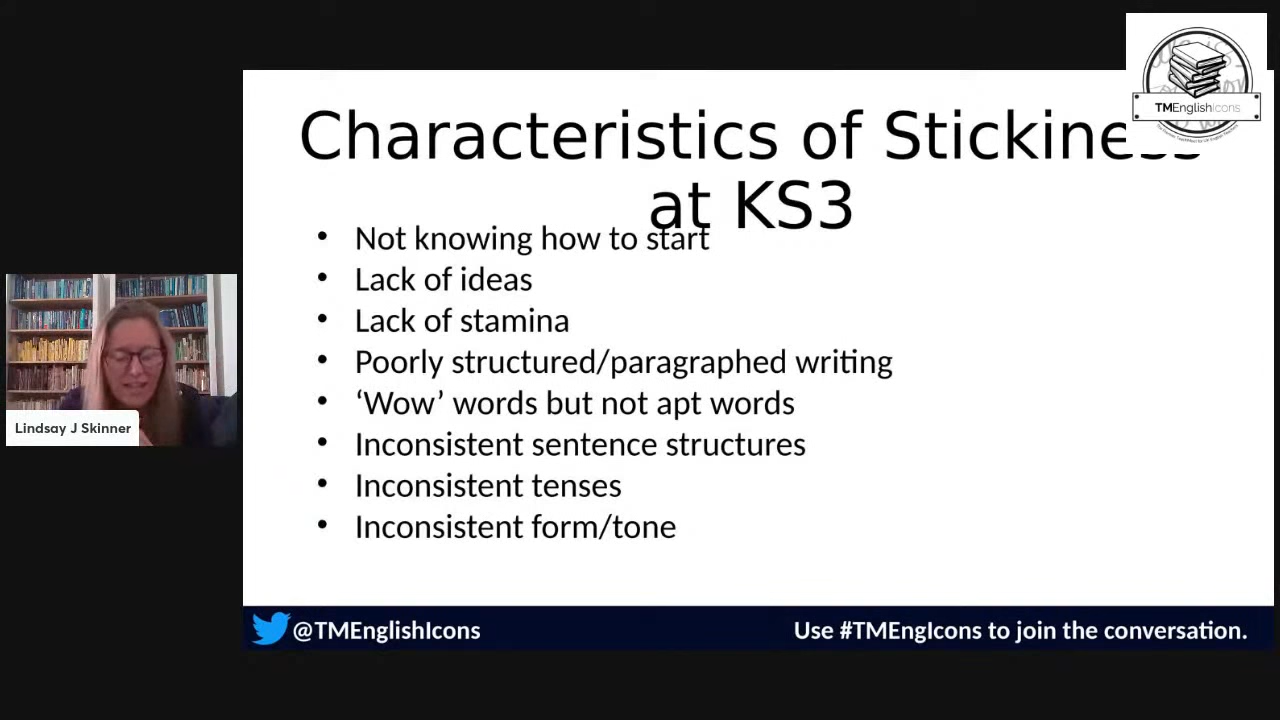 TMEnglishIcons
Characteristics of Stickiness
at KS3
• Not knowing how to start
• Lack of ideas
• Lack of stamina
• Poorly structured/paragraphed writing
• ‘Wow’ words but not apt words
• Inconsistent sentence structures
• Inconsistent tenses
• Inconsistent form/tone
Lindsay J Skinner
@TMEnglishIcons
Use #TMEngIcons to join the conversation.